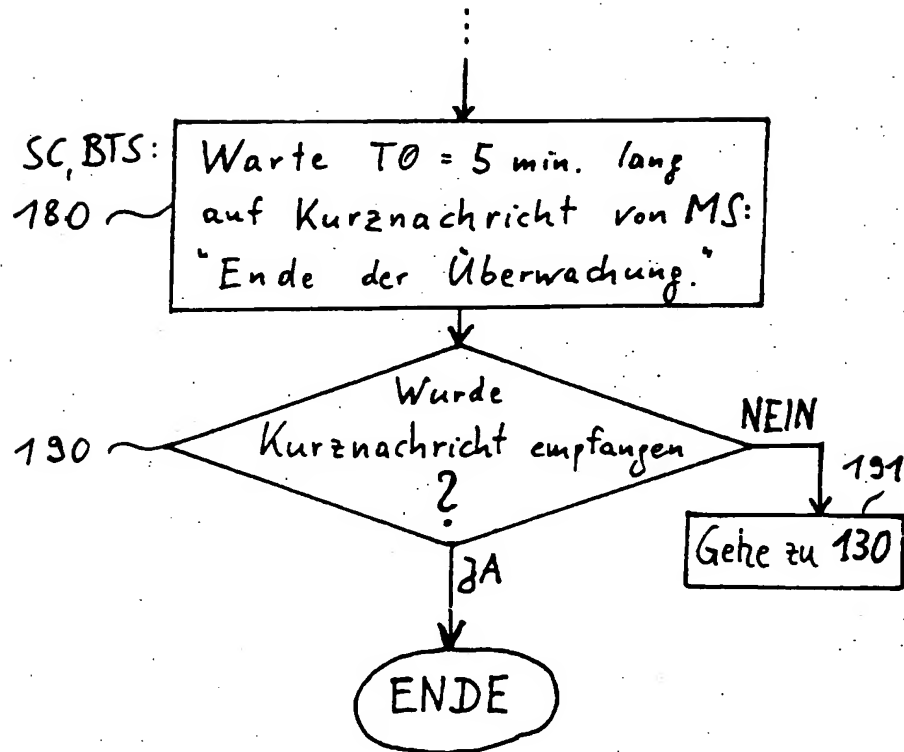 SC, BTS:
180
Warte T0 = 5 min. lang
auf Kurznachricht von MS:
"Ende der Überwachung."
190
Wurde
Kurznachricht empfangen
?
NEIN
191
Gehe zu 130
JA
ENDE